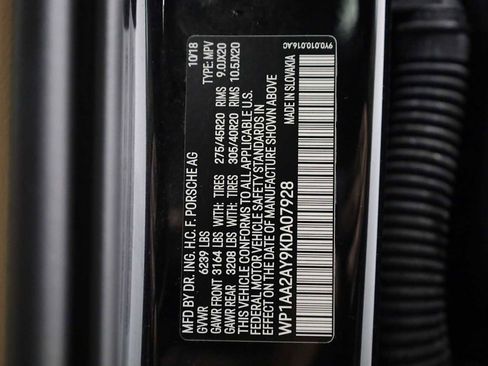 9Y0.010.016.AC
MFD BY DR. ING. H.C. F. PORSCHE AG 10/18
GVWR 6239 LBS TYPE: MPV
GAWR FRONT 3164 LBS WITH: TIRES 275/45R20 RIMS 9.0JX20
GAWR REAR 3208 LBS WITH: TIRES 305/40R20 RIMS 10.5JX20
THIS VEHICLE CONFORMS TO ALL APPLICABLE U.S.
FEDERAL MOTOR VEHICLE SAFETY STANDARDS IN
EFFECT ON THE DATE OF MANUFACTURE SHOWN ABOVE
WP1AA2AY9KDA07928 MADE IN SLOVAKIA